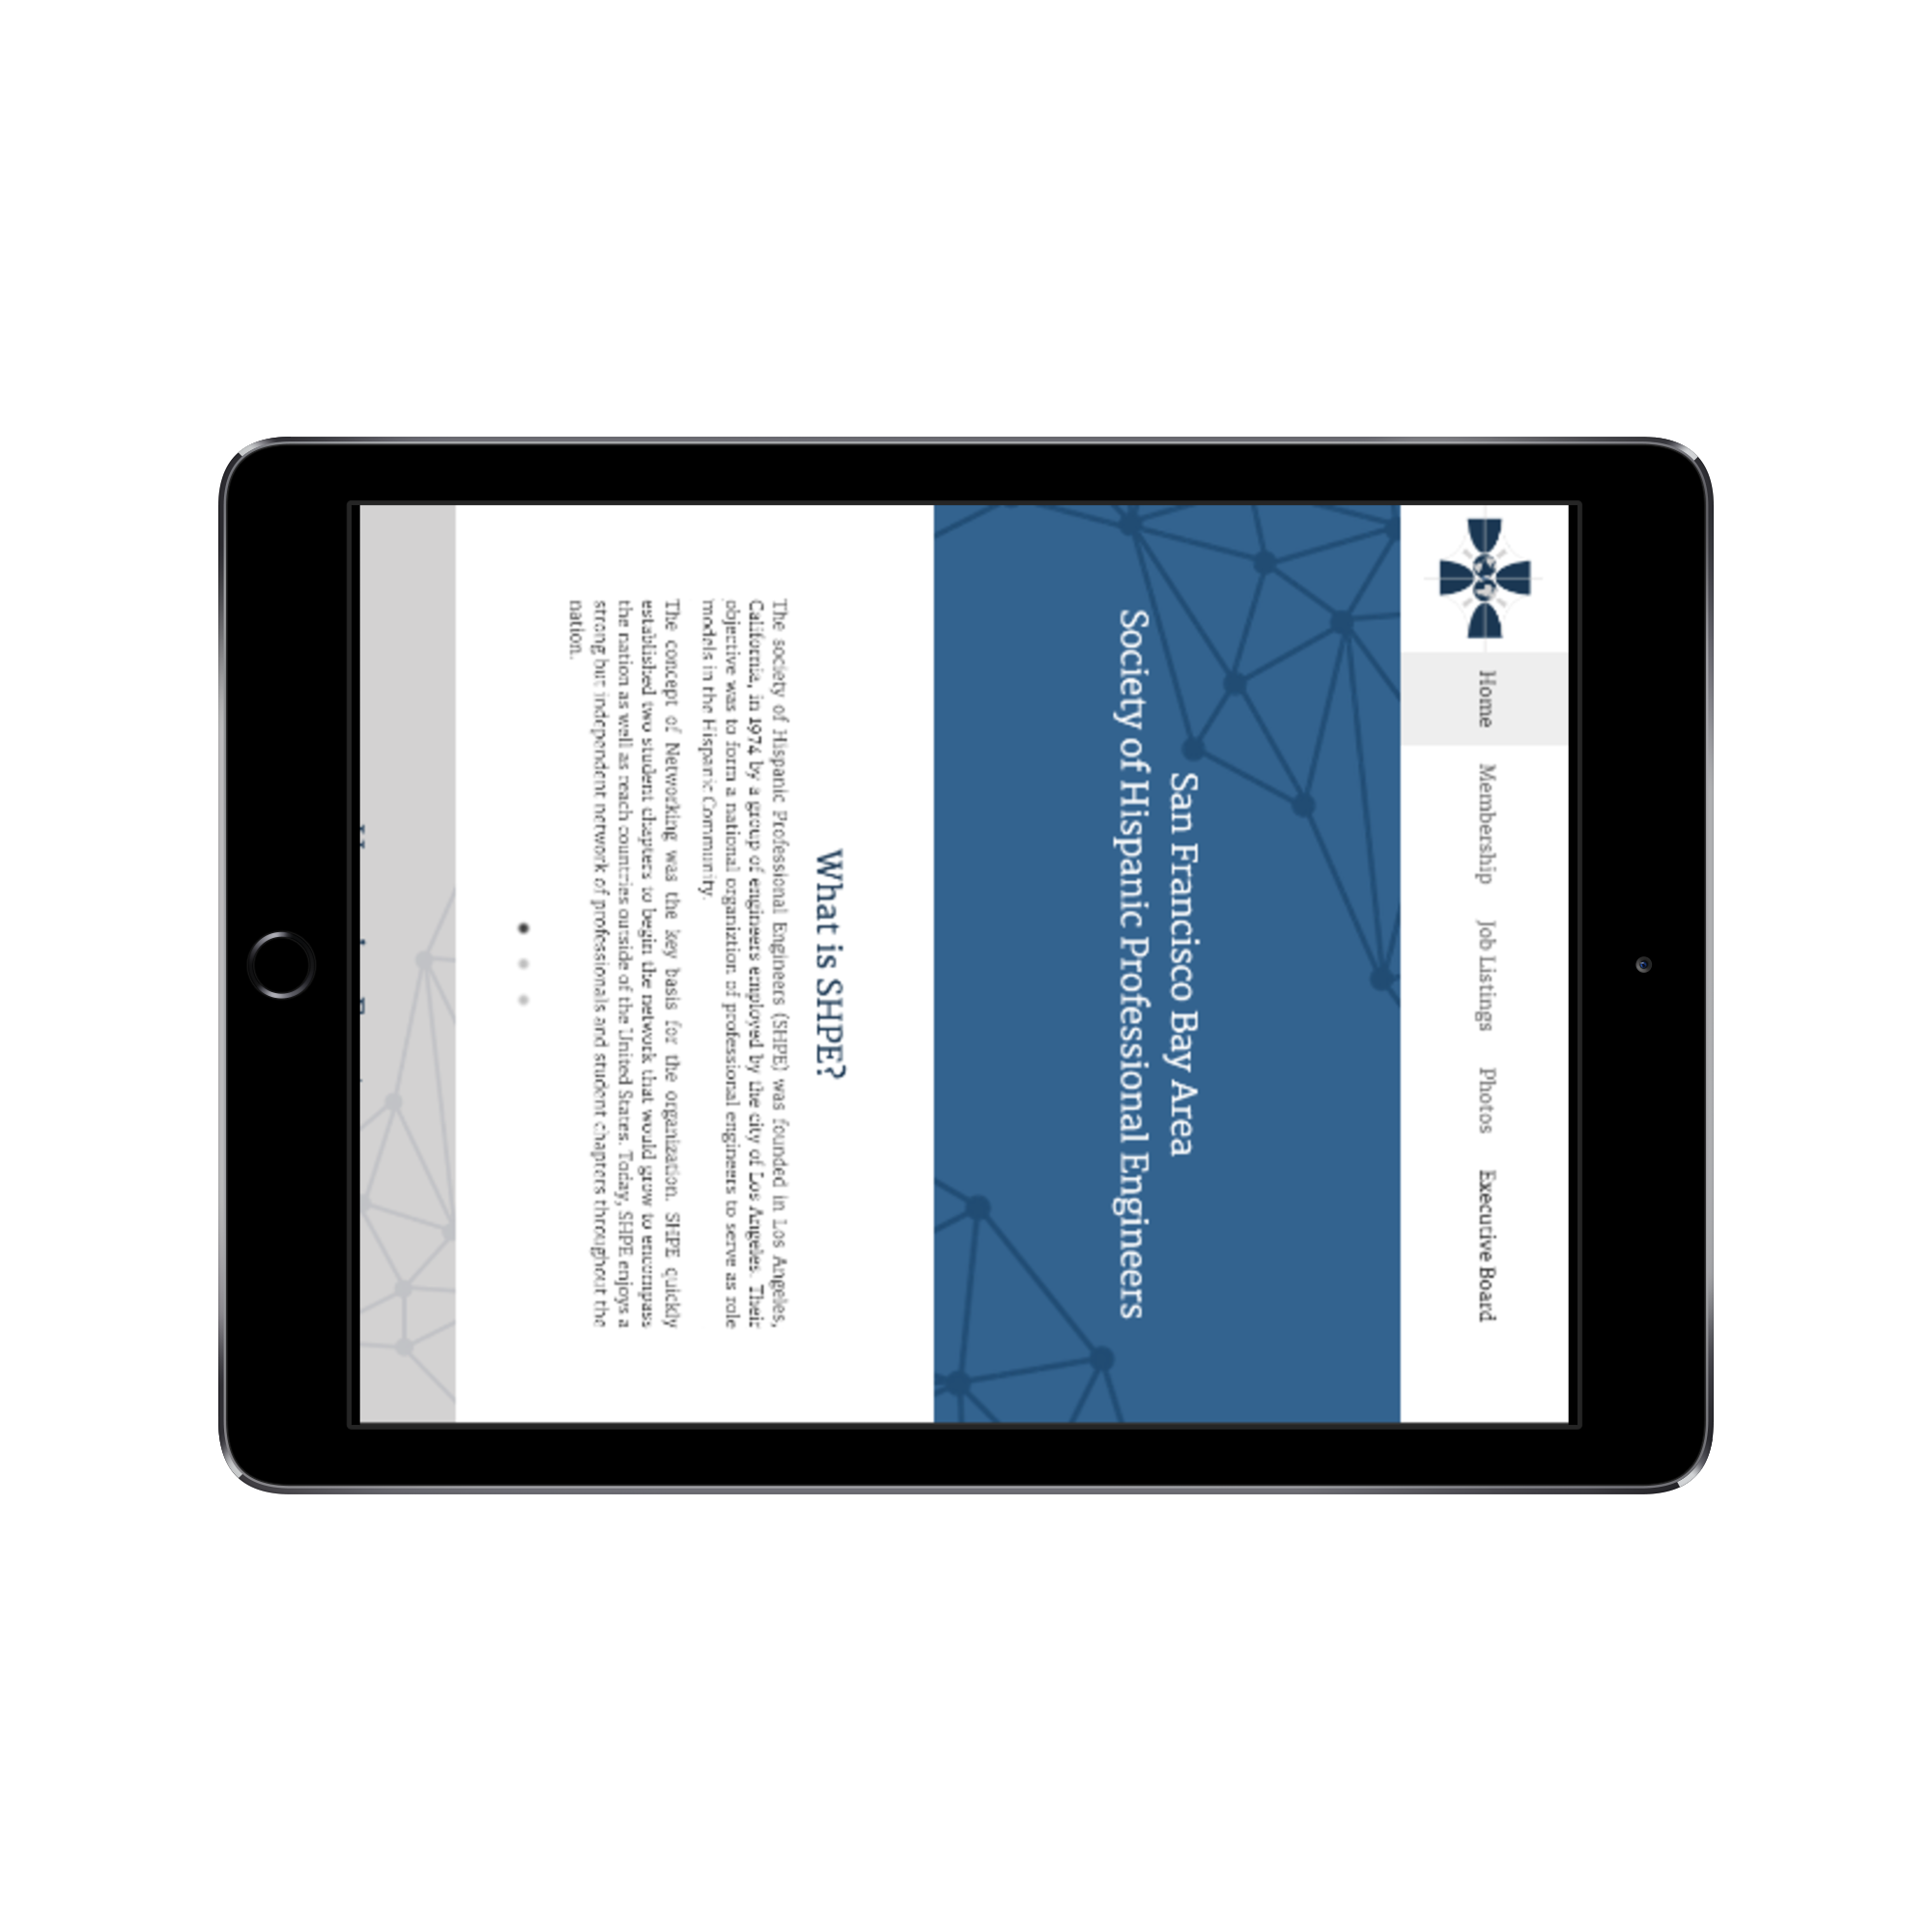 Home Membership Job Listings Photos Executive Board
San Francisco Bay Area
Society of Hispanic Professional Engineers
What is SHPE?
The society of Hispanic Professional Engineers (SHPE) was founded in Los Angeles,
California, in 1974 by a group of engineers employed by the city of Los Angeles. Their
objective was to form a national organiztion of professional engineers to serve as role
models in the Hispanic Community.
The concept of Networking was the key basis for the organization. SHPE quickly
established two student chapters to begin the network that would grow to encompass
the nation as well as reach countries outside of the United States. Today, SHPE enjoys a
strong but independent network of professionals and student chapters throughout the
nation.